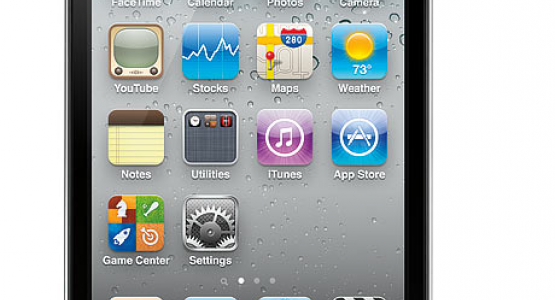 FaceTime Calendar Photos Camera
280
73°
YouTube Stocks Maps Weather
Notes Utilities iTunes App Store
Game Center Settings